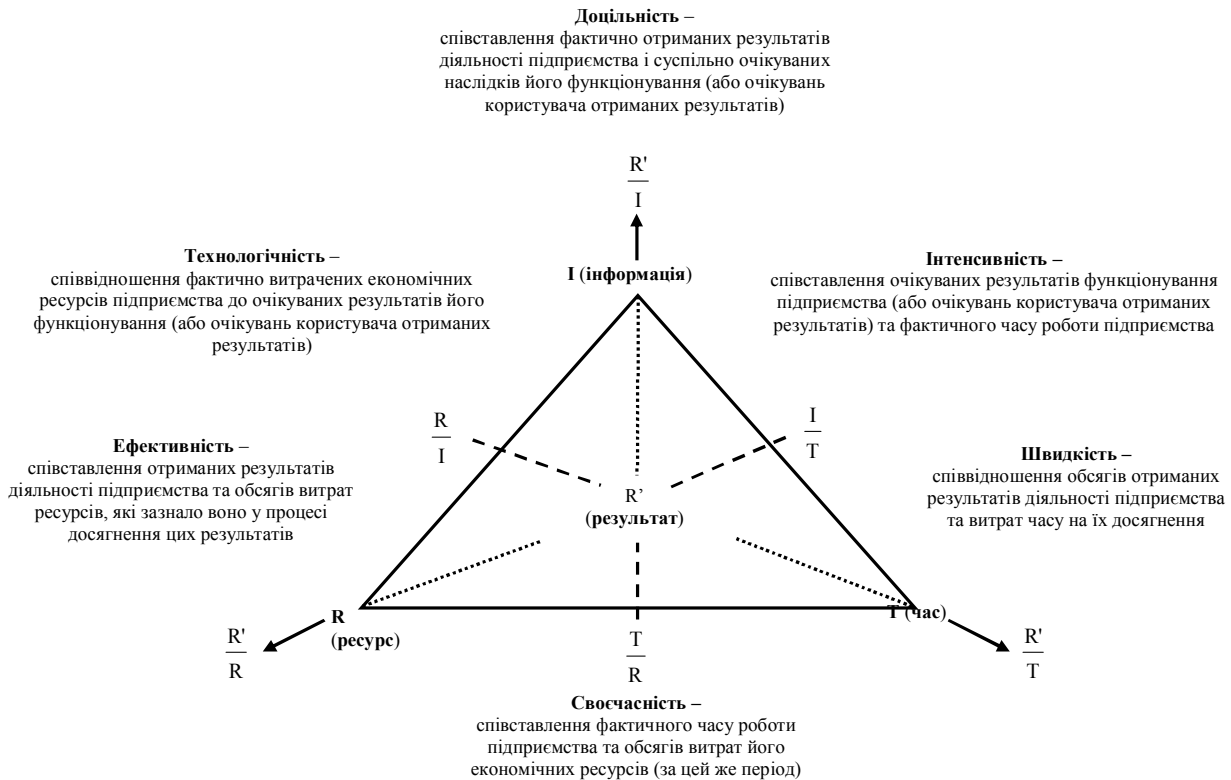 Доцільність –
співставлення фактично отриманих результатів
діяльності підприємства і суспільно очікуваних
наслідків його функціонування (або очікувань
користувача отриманих результатів)
R'
I
Технологічність –
співвідношення фактично витрачених економічних
ресурсів підприємства до очікуваних результатів його
функціонування (або очікувань користувача отриманих
результатів)
I (інформація)
Інтенсивність –
співставлення очікуваних результатів функціонування
підприємства (або очікувань користувача отриманих
результатів) та фактичного часу роботи підприємства
R
I
I
T
Ефективність –
співставлення отриманих результатів
діяльності підприємства та обсягів витрат
ресурсів, які зазнало воно у процесі
досягнення цих результатів
R’
(результат)
Швидкість –
співвідношення обсягів отриманих
результатів діяльності підприємства
та витрат часу на їх досягнення
R
(ресурс)
T (час)
R'
R
T
R
R'
T
Своєчасність –
співставлення фактичного часу роботи
підприємства та обсягів витрат його
економічних ресурсів (за цей же період)